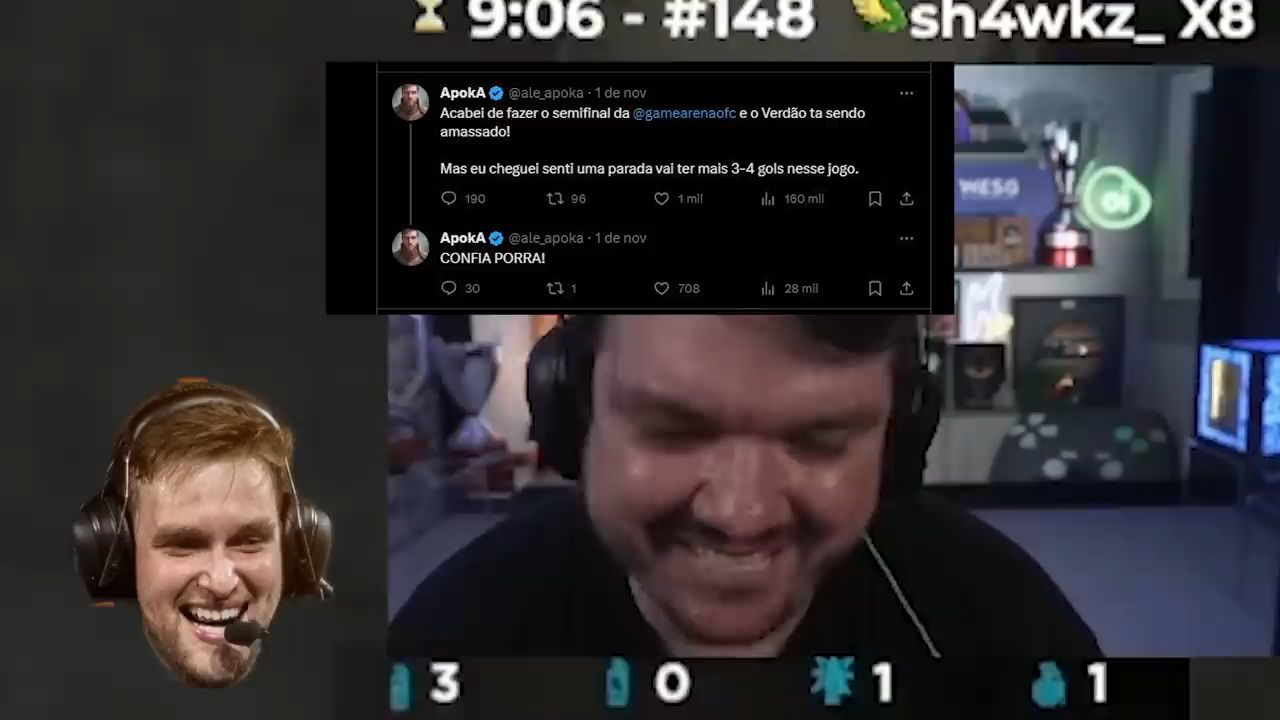 9:06 - #148 sh4wkz_ X8
ApokA @ale_apoka · 1 de nov
Acabei de fazer o semifinal da @gamearenaofc e o Verdão ta sendo
amassado!
Mas eu cheguei senti uma parada vai ter mais 3-4 gols nesse jogo.
190 96 1 mil 160 mil
ApokA @ale_apoka · 1 de nov
CONFIA PORRA!
30 1 708 28 mil
WESG
oi
3 0 1 1